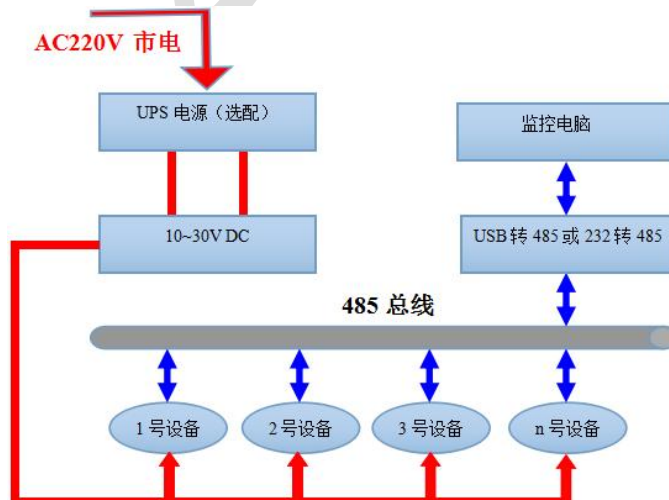 AC220V 市电
UPS 电源（选配）
监控电脑
10~30V DC
USB 转 485 或 232 转 485
485 总线
1 号设备
2 号设备
3 号设备
n 号设备